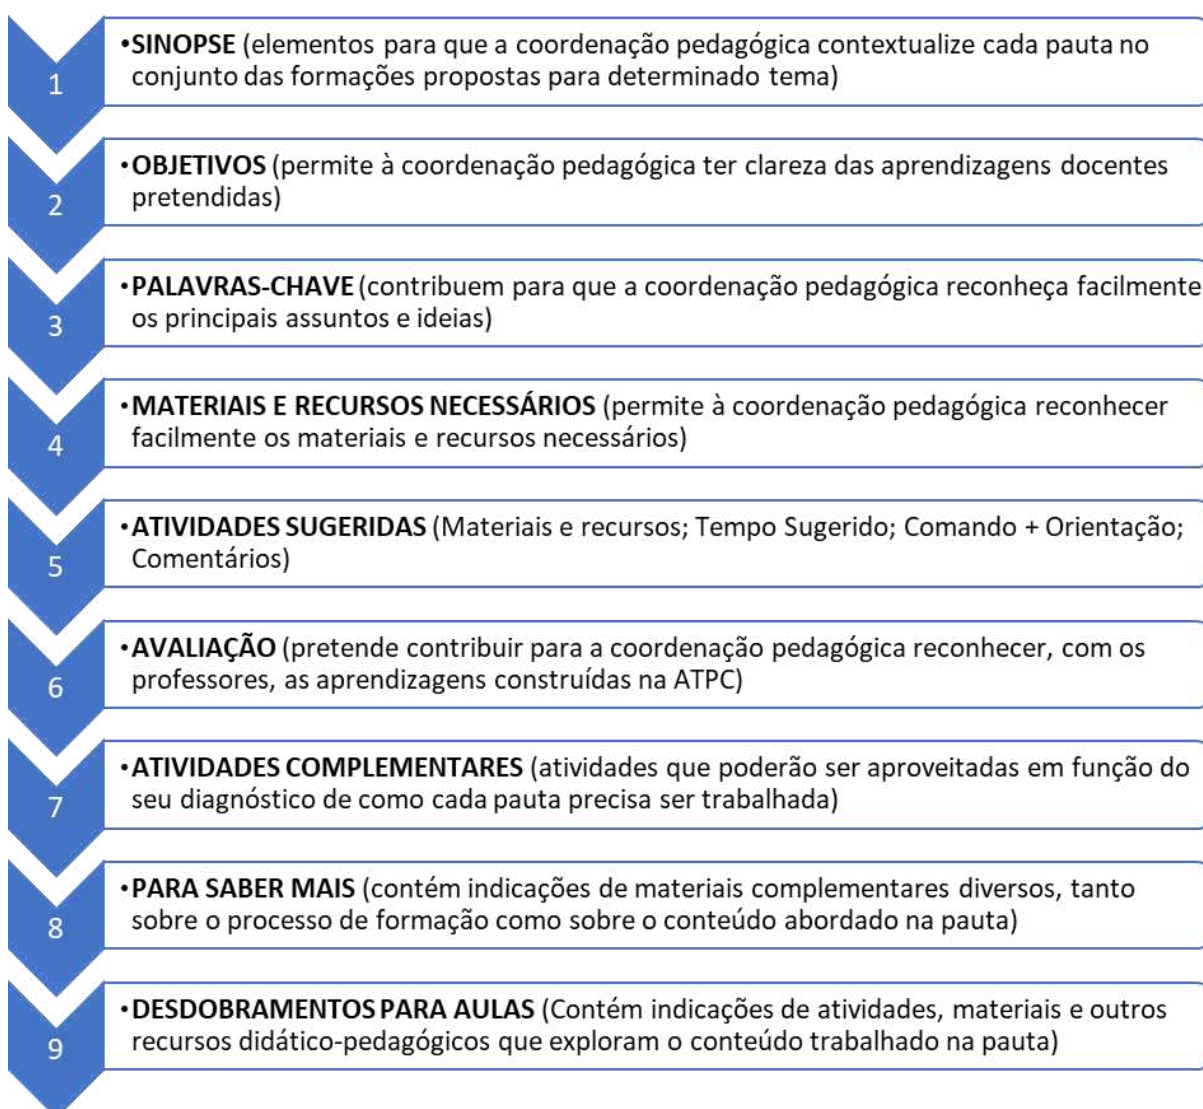 •SINOPSE (elementos para que a coordenação pedagógica contextualize cada pauta no
conjunto das formações propostas para determinado tema)
1
•OBJETIVOS (permite à coordenação pedagógica ter clareza das aprendizagens docentes
pretendidas)
2
•PALAVRAS-CHAVE (contribuem para que a coordenação pedagógica reconheça facilmente
os principais assuntos e ideias)
3
•MATERIAIS E RECURSOS NECESSÁRIOS (permite à coordenação pedagógica reconhecer
facilmente os materiais e recursos necessários)
4
•ATIVIDADES SUGERIDAS (Materiais e recursos; Tempo Sugerido; Comando + Orientação;
Comentários)
5
•AVALIAÇÃO (pretende contribuir para a coordenação pedagógica reconhecer, com os
professores, as aprendizagens construídas na ATPC)
6
•ATIVIDADES COMPLEMENTARES (atividades que poderão ser aproveitadas em função do
seu diagnóstico de como cada pauta precisa ser trabalhada)
7
•PARA SABER MAIS (contém indicações de materiais complementares diversos, tanto
sobre o processo de formação como sobre o conteúdo abordado na pauta)
8
•DESDOBRAMENTOS PARA AULAS (Contém indicações de atividades, materiais e outros
recursos didático-pedagógicos que exploram o conteúdo trabalhado na pauta)
9